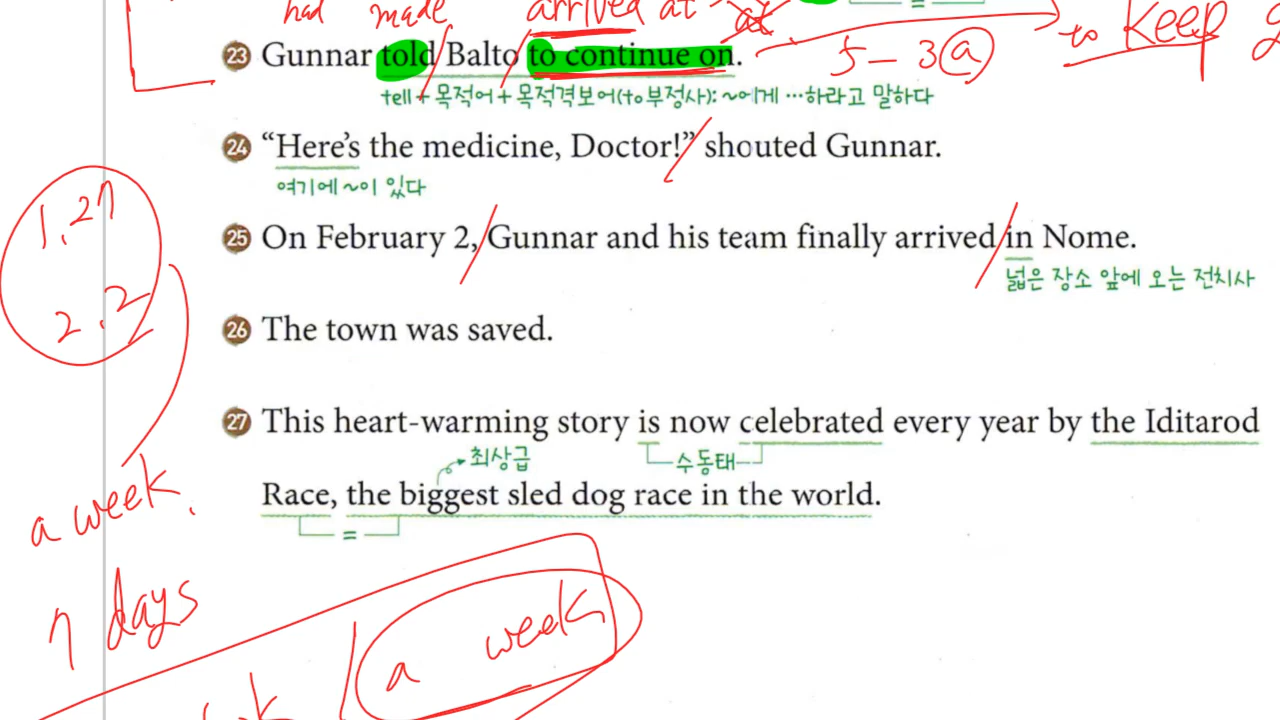 had made arrived at at
to keep
5 - 3ⓐ
23 Gunnar told Balto to continue on.
tell + 목적어 + 목적격보어(to부정사): ~에게 …하라고 말하다
24 “Here’s the medicine, Doctor!” shouted Gunnar.
여기에 ~이 있다
1.27
25 On February 2, Gunnar and his team finally arrived in Nome.
넓은 장소 앞에 오는 전치사
2.2
26 The town was saved.
27 This heart-warming story is now celebrated every year by the Iditarod
최상급
수동태
Race, the biggest sled dog race in the world.
=
a week.
7 days
a week